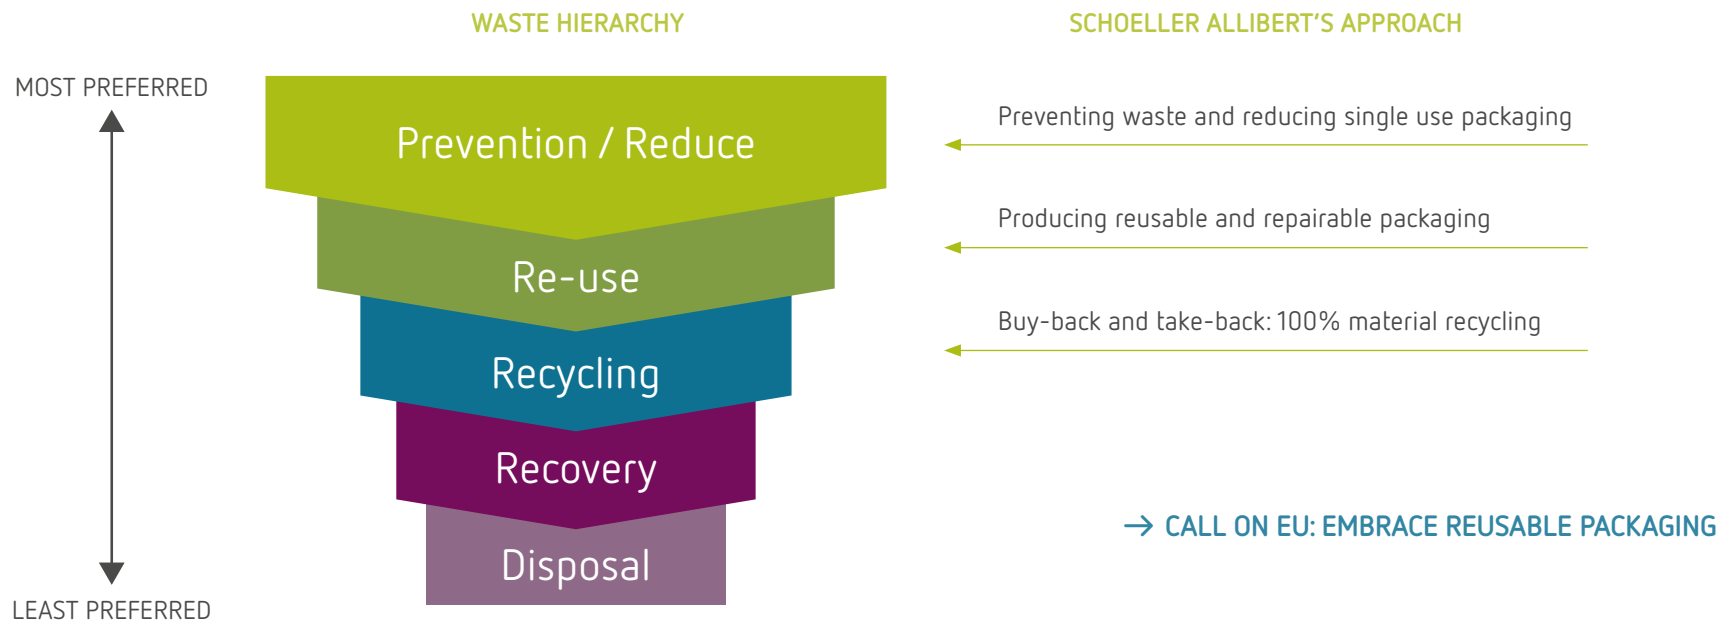 WASTE HIERARCHY
SCHOELLER ALLIBERT'S APPROACH
MOST PREFERRED
Prevention / Reduce
Preventing waste and reducing single use packaging
Re-use
Producing reusable and repairable packaging
Recycling
Buy-back and take-back: 100% material recycling
Recovery
Disposal
→ CALL ON EU: EMBRACE REUSABLE PACKAGING
LEAST PREFERRED